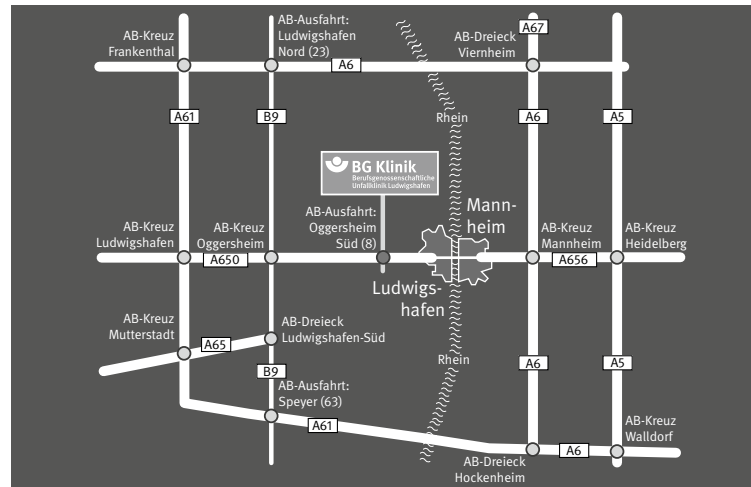 AB-Kreuz
Frankenthal
AB-Ausfahrt:
Ludwigshafen
Nord (23)
A6
AB-Dreieck
Viernheim
A67
A61
B9
Rhein
A6
A5
BG Klinik
Berufsgenossenschaftliche
Unfallklinik Ludwigshafen
AB-Kreuz
Ludwigshafen
A650
AB-Kreuz
Oggersheim
AB-Ausfahrt:
Oggersheim
Süd (8)
Mann-
heim
Ludwigs-
hafen
AB-Kreuz
Mannheim
A656
AB-Kreuz
Heidelberg
AB-Kreuz
Mutterstadt
A65
AB-Dreieck
Ludwigshafen-Süd
B9
Rhein
A6
A5
AB-Ausfahrt:
Speyer (63)
A61
AB-Dreieck
Hockenheim
A6
AB-Kreuz
Walldorf